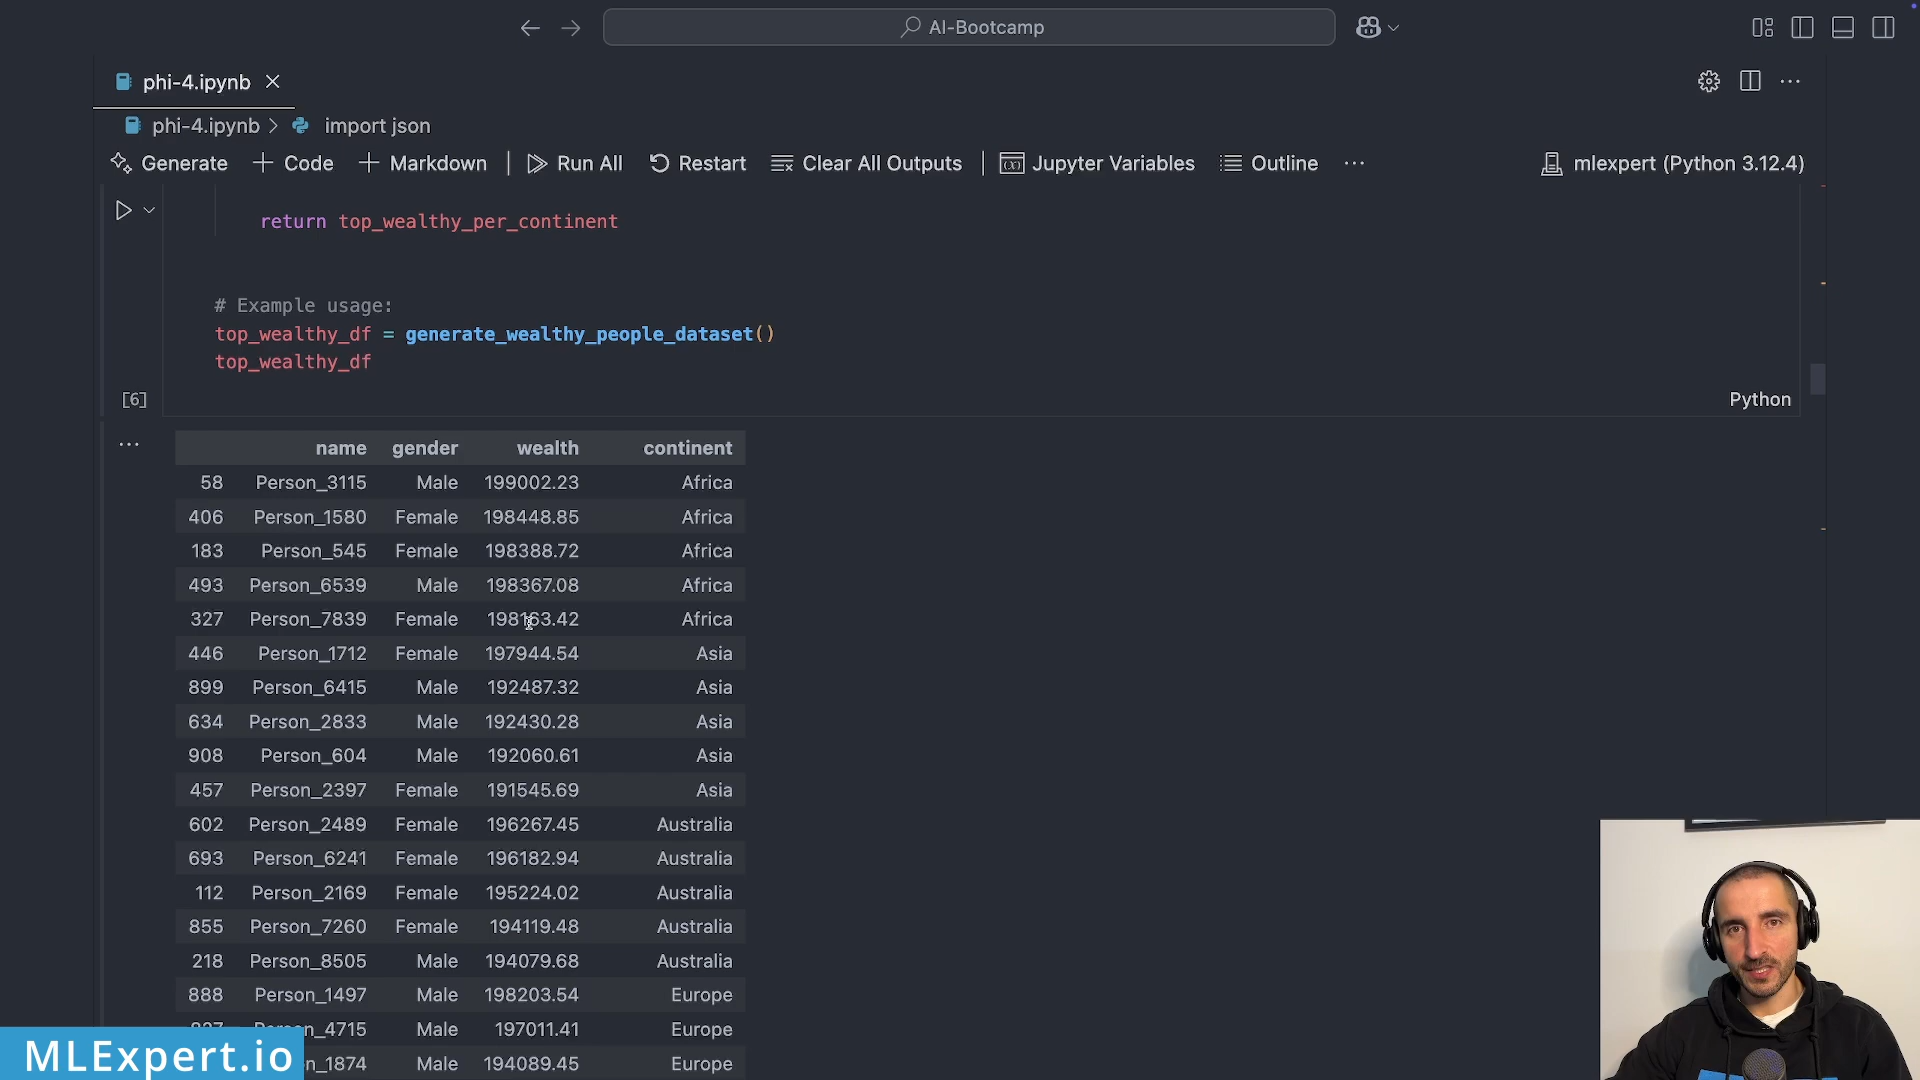 AI-Bootcamp
phi-4.ipynb
phi-4.ipynb > import json
Generate + Code + Markdown | Run All Restart Clear All Outputs | Jupyter Variables Outline ... mlexpert (Python 3.12.4)
return top_wealthy_per_continent
# Example usage:
top_wealthy_df = generate_wealthy_people_dataset()
top_wealthy_df
[6] Python
name gender wealth continent
58 Person_3115 Male 199002.23 Africa
406 Person_1580 Female 198448.85 Africa
183 Person_545 Female 198388.72 Africa
493 Person_6539 Male 198367.08 Africa
327 Person_7839 Female 198163.42 Africa
446 Person_1712 Female 197944.54 Asia
899 Person_6415 Male 192487.32 Asia
634 Person_2833 Male 192430.28 Asia
908 Person_604 Male 192060.61 Asia
457 Person_2397 Female 191545.69 Asia
602 Person_2489 Female 196267.45 Australia
693 Person_6241 Female 196182.94 Australia
112 Person_2169 Female 195224.02 Australia
855 Person_7260 Female 194119.48 Australia
218 Person_8505 Male 194079.68 Australia
888 Person_1497 Male 198203.54 Europe
n_4715 Male 197011.41 Europe
n_1874 Male 194089.45 Europe
MLExpert.io